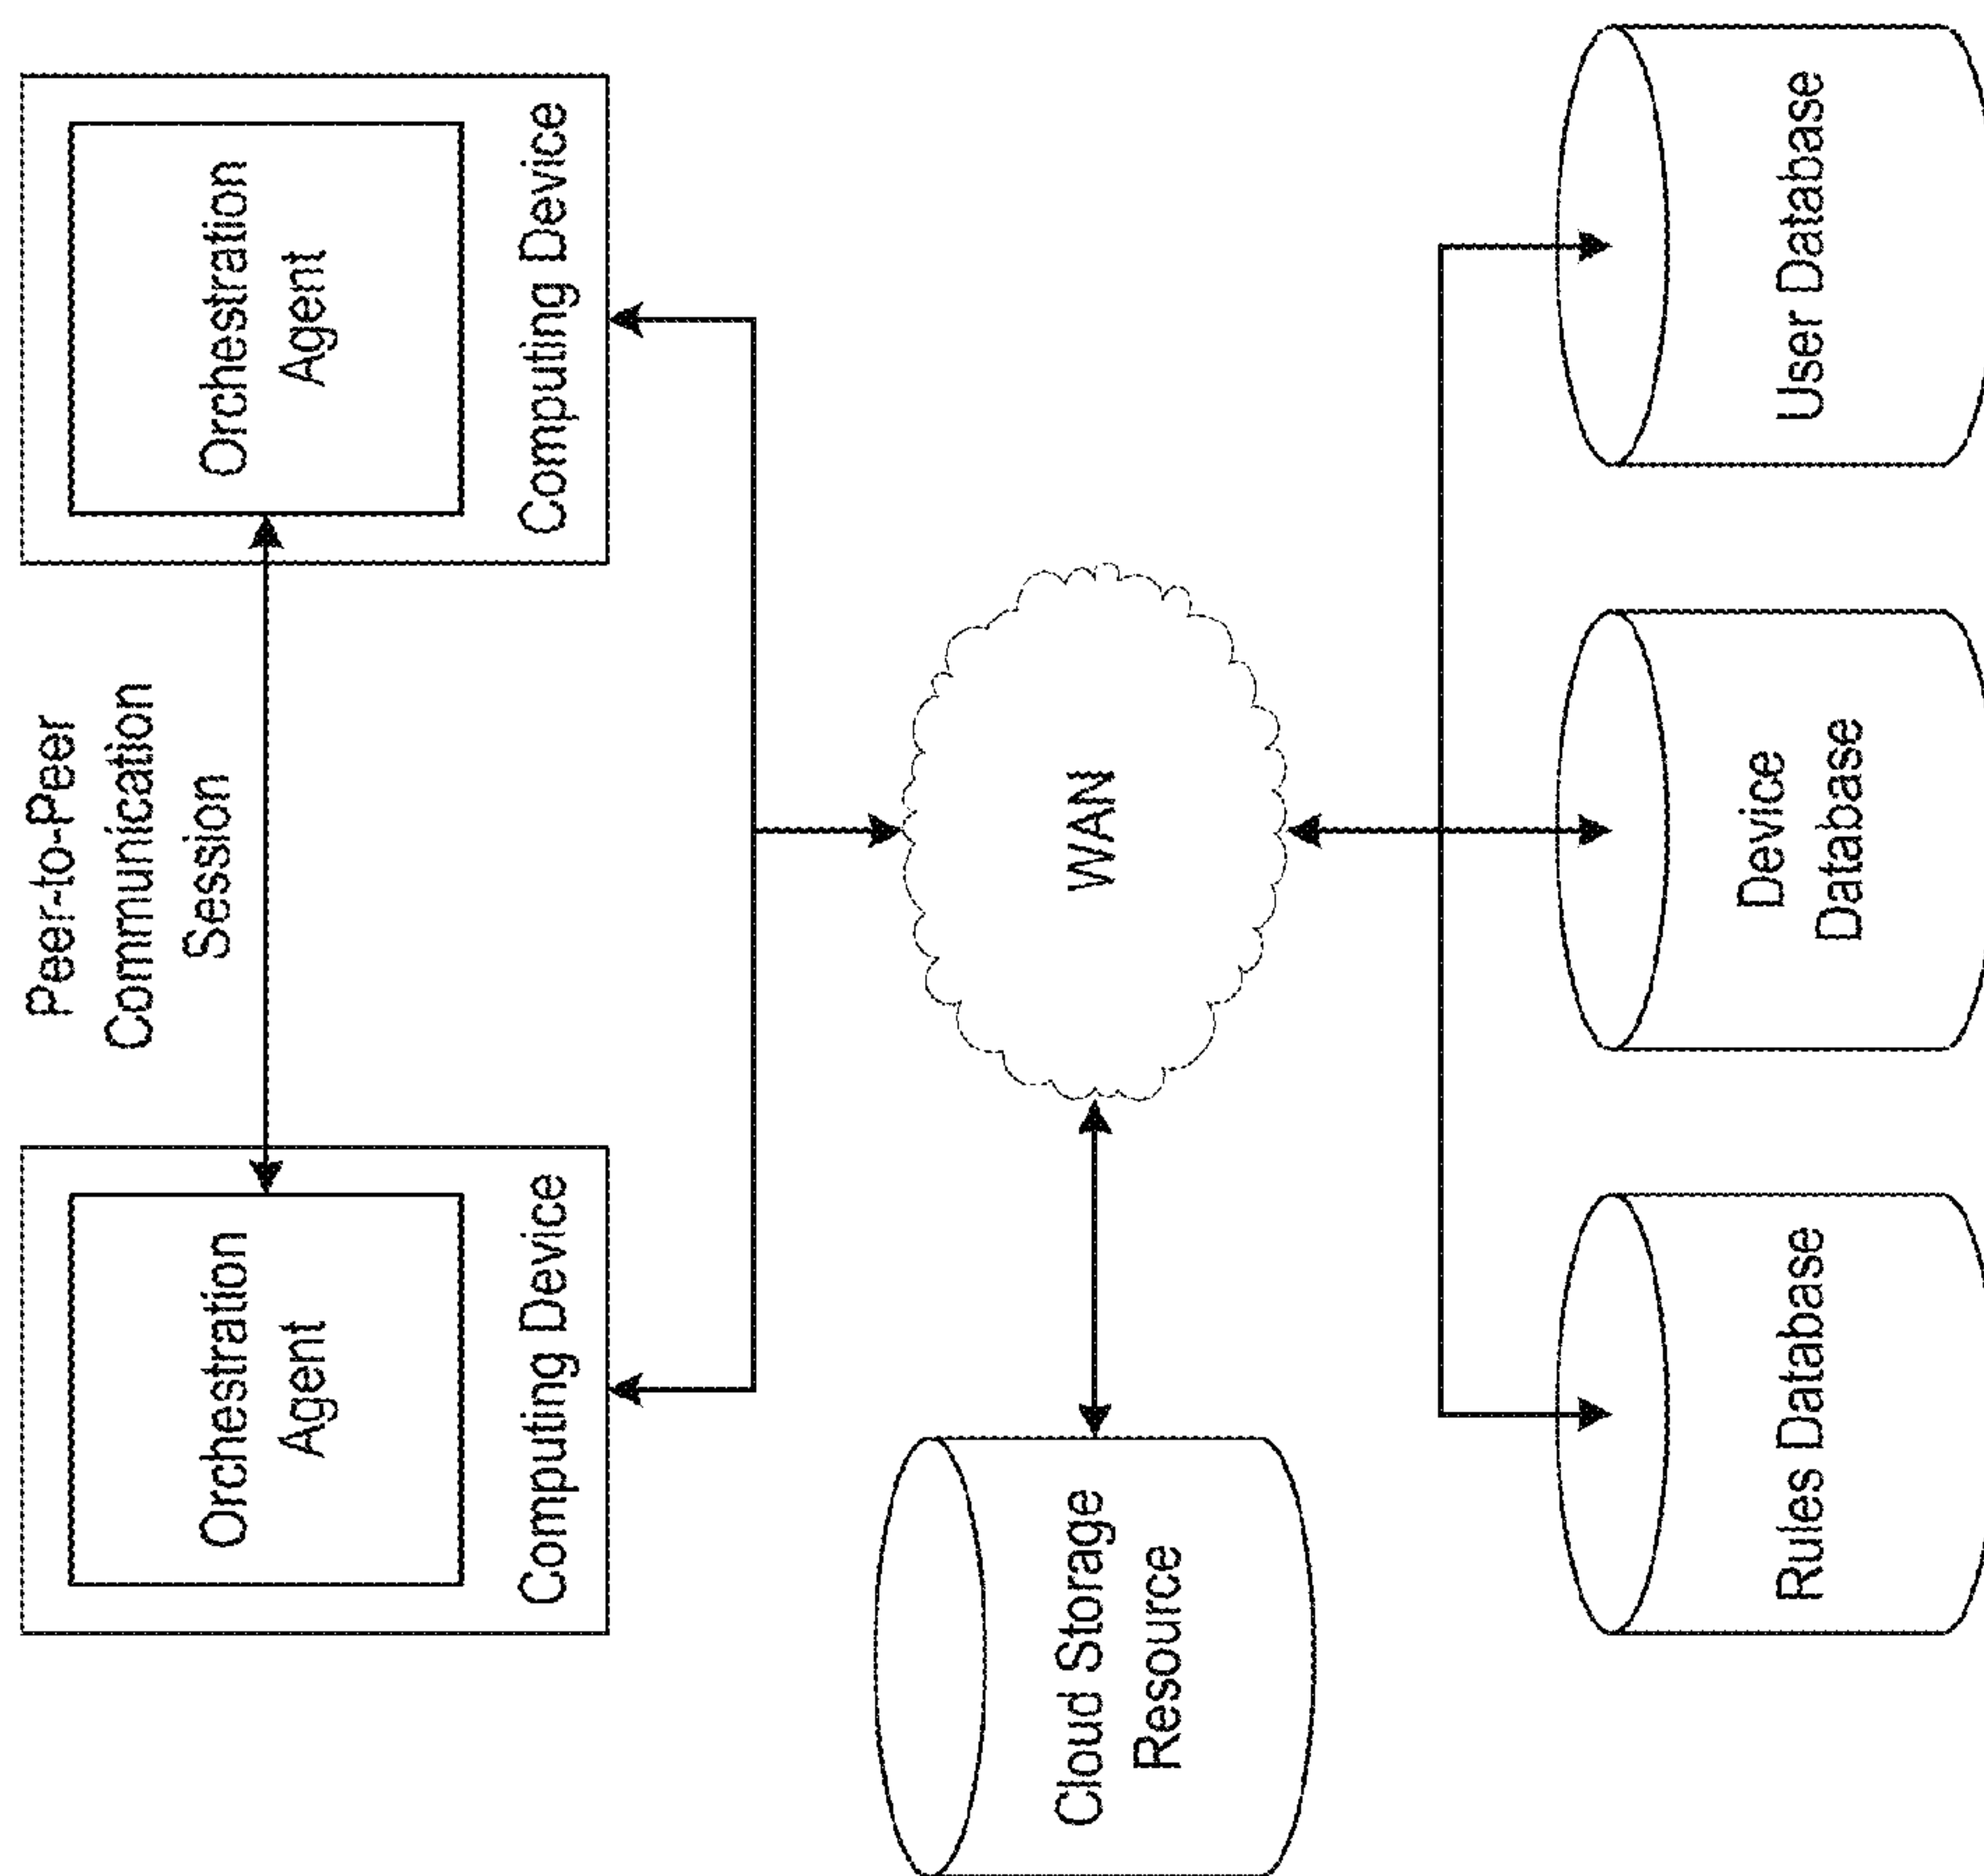 Peer-to-Peer
Communication
Session
Orchestration
Agent
Computing Device
Orchestration
Agent
Computing Device
WAN
Cloud Storage
Resource
Rules Database
Device
Database
User Database